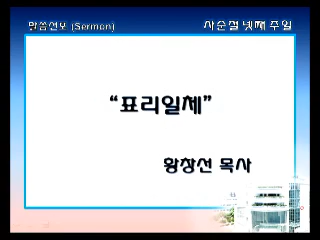 말씀선포 (Sermon)
사순절 넷째 주일
“표리일체”
황창선 목사